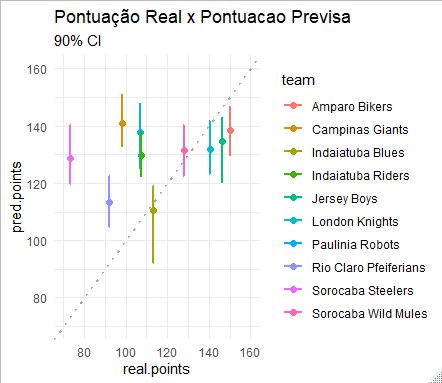 Pontuação Real x Pontuacao Previsa
90% CI
160
140
120
100
80
pred.points
80 100 120 140 160
real.points
team
Amparo Bikers
Campinas Giants
Indaiatuba Blues
Indaiatuba Riders
Jersey Boys
London Knights
Paulinia Robots
Rio Claro Pfeiferians
Sorocaba Steelers
Sorocaba Wild Mules